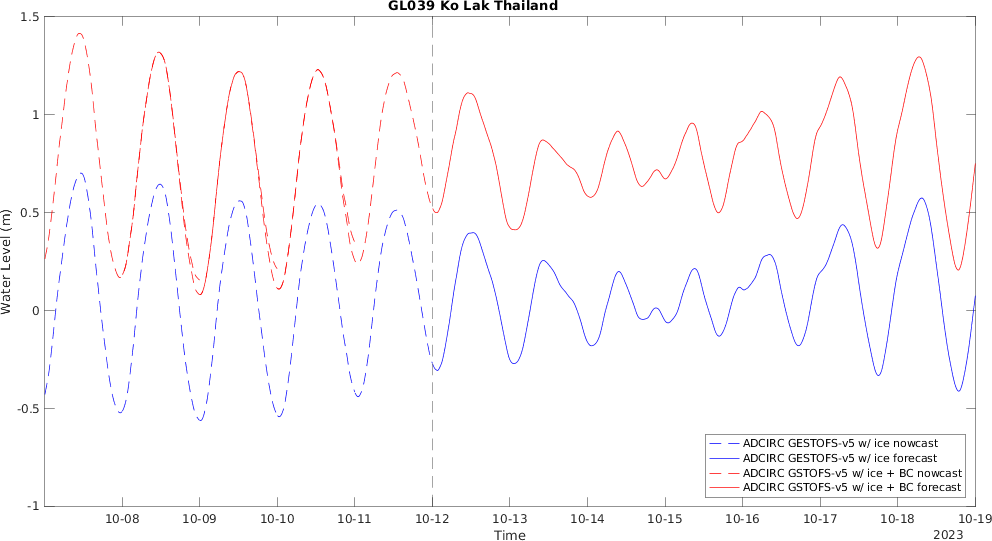 GL039 Ko Lak Thailand
1.5
1
0.5
0
-0.5
-1
Water Level (m)
10-08 10-09 10-10 10-11 10-12 10-13 10-14 10-15 10-16 10-17 10-18 10-19
Time
2023
ADCIRC GESTOFS-v5 w/ ice nowcast
ADCIRC GESTOFS-v5 w/ ice forecast
ADCIRC GSTOFS-v5 w/ ice + BC nowcast
ADCIRC GSTOFS-v5 w/ ice + BC forecast